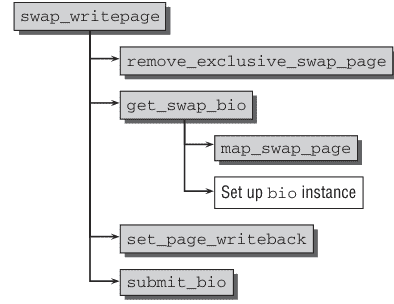 swap_writepage
remove_exclusive_swap_page
get_swap_bio
map_swap_page
Set up bio instance
set_page_writeback
submit_bio